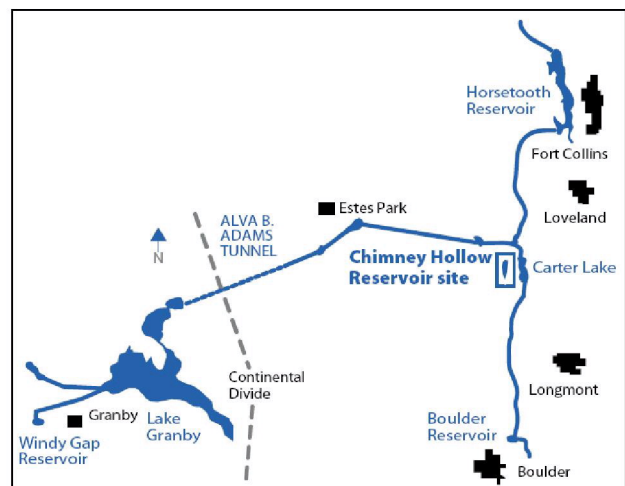 Horsetooth
Reservoir
Fort Collins
Estes Park
ALVA B.
ADAMS
TUNNEL
N
Loveland
Chimney Hollow
Reservoir site
Carter Lake
Continental
Divide
Longmont
Granby
Lake
Granby
Windy Gap
Reservoir
Boulder
Reservoir
Boulder